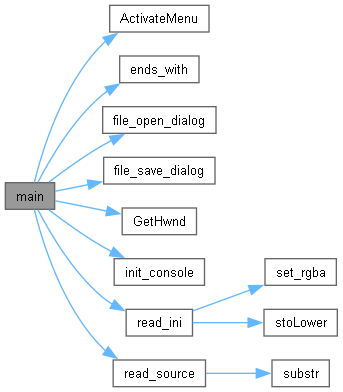 ActivateMenu
ends_with
file_open_dialog
file_save_dialog
main
GetHwnd
init_console
set_rgba
read_ini
stoLower
read_source
substr